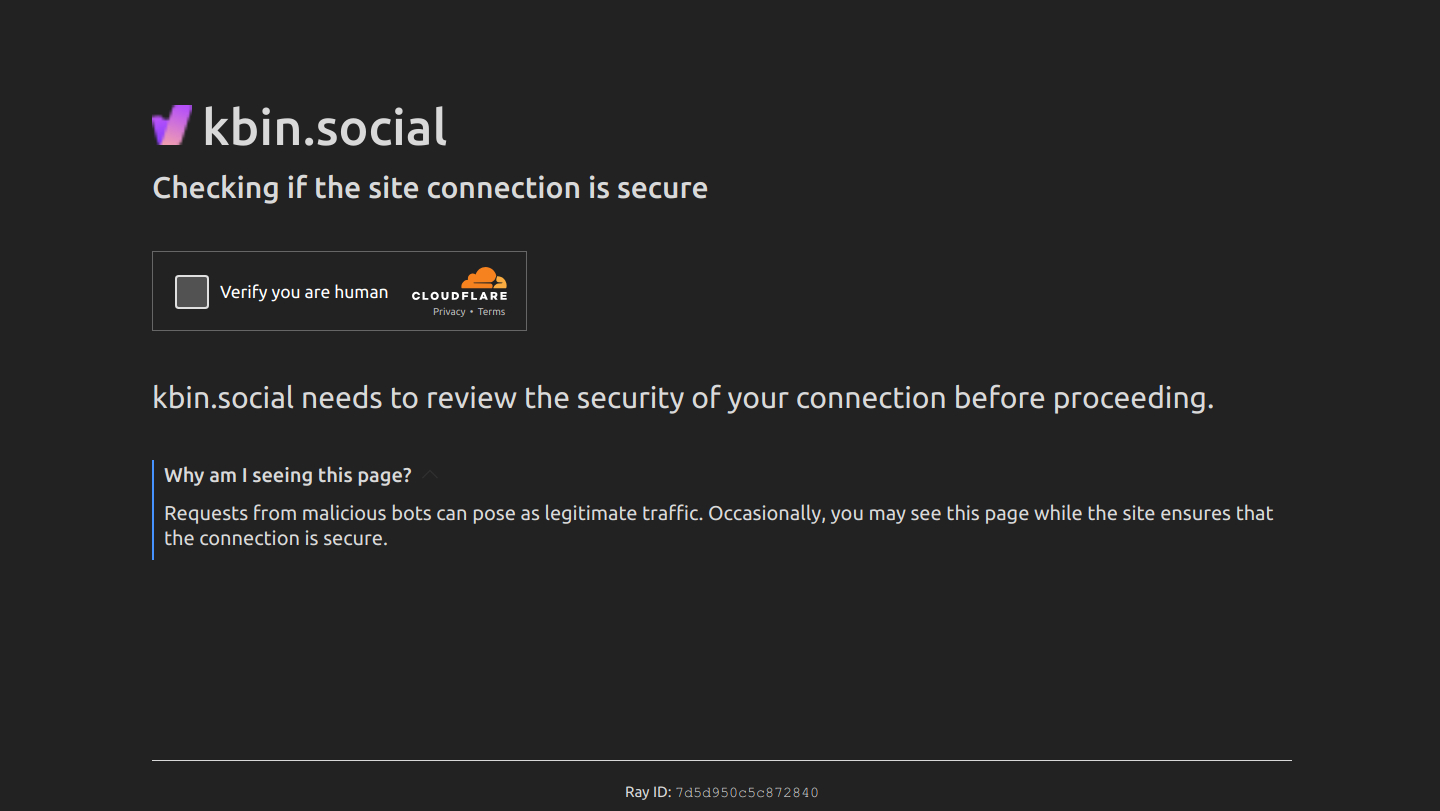 kbin.social
Checking if the site connection is secure
Verify you are human
CLOUDFLARE
Privacy • Terms
kbin.social needs to review the security of your connection before proceeding.
Why am I seeing this page?
Requests from malicious bots can pose as legitimate traffic. Occasionally, you may see this page while the site ensures that
the connection is secure.
Ray ID: 7d5d950c5c872840